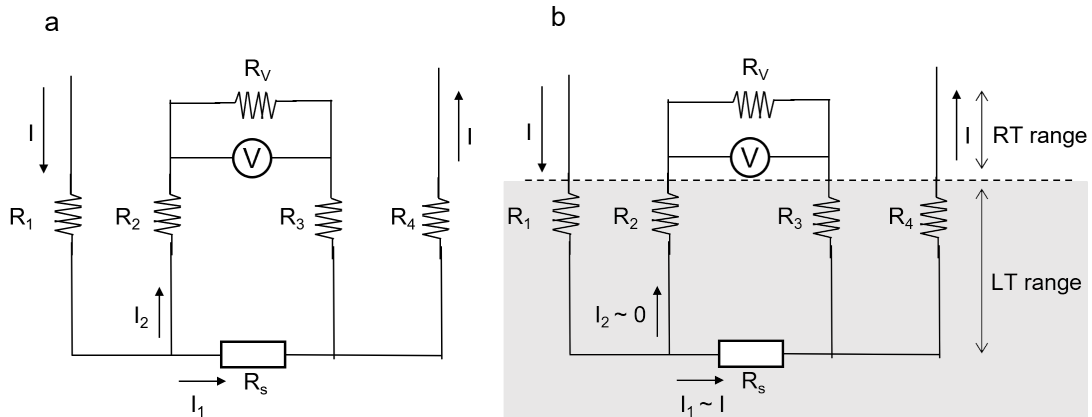 a
R_V
I
V
I
R_1
R_2
R_3
R_4
I_2
R_s
I_1
b
R_V
I
V
I
RT range
R_1
R_2
R_3
R_4
I_2 ~ 0
LT range
R_s
I_1 ~ I